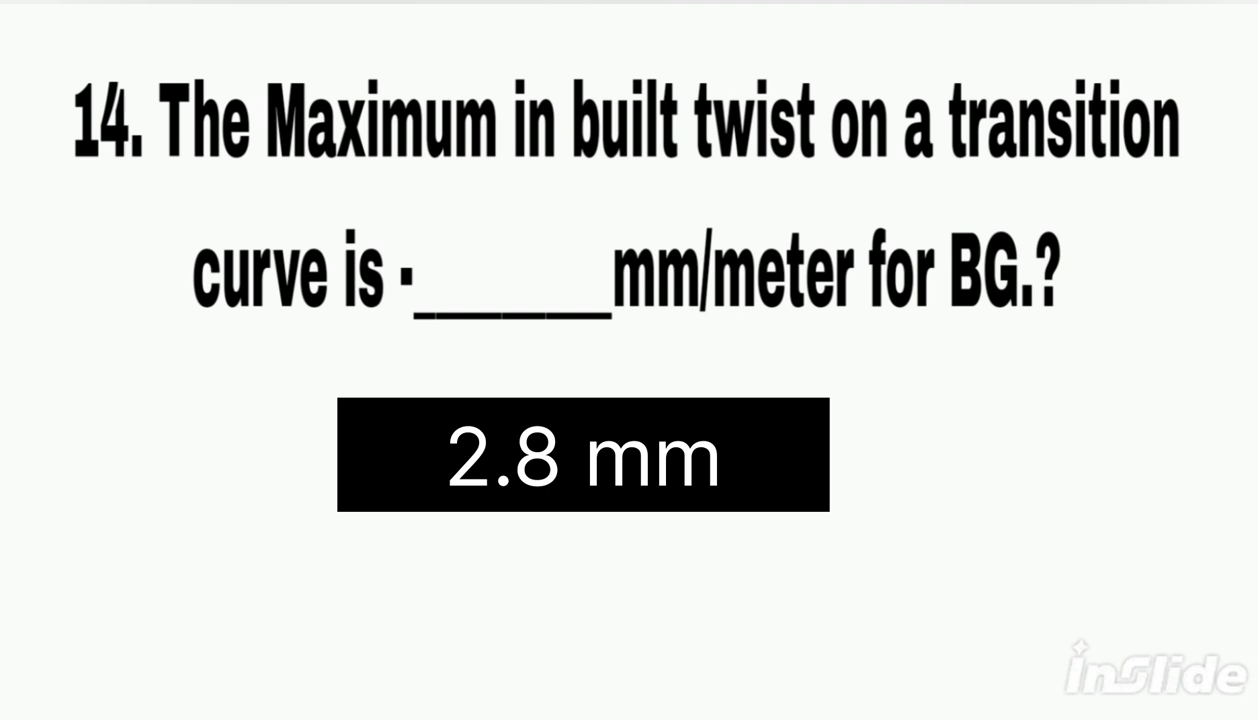 14. The Maximum in built twist on a transition
curve is -______mm/meter for BG.?
2.8 mm
inSlide